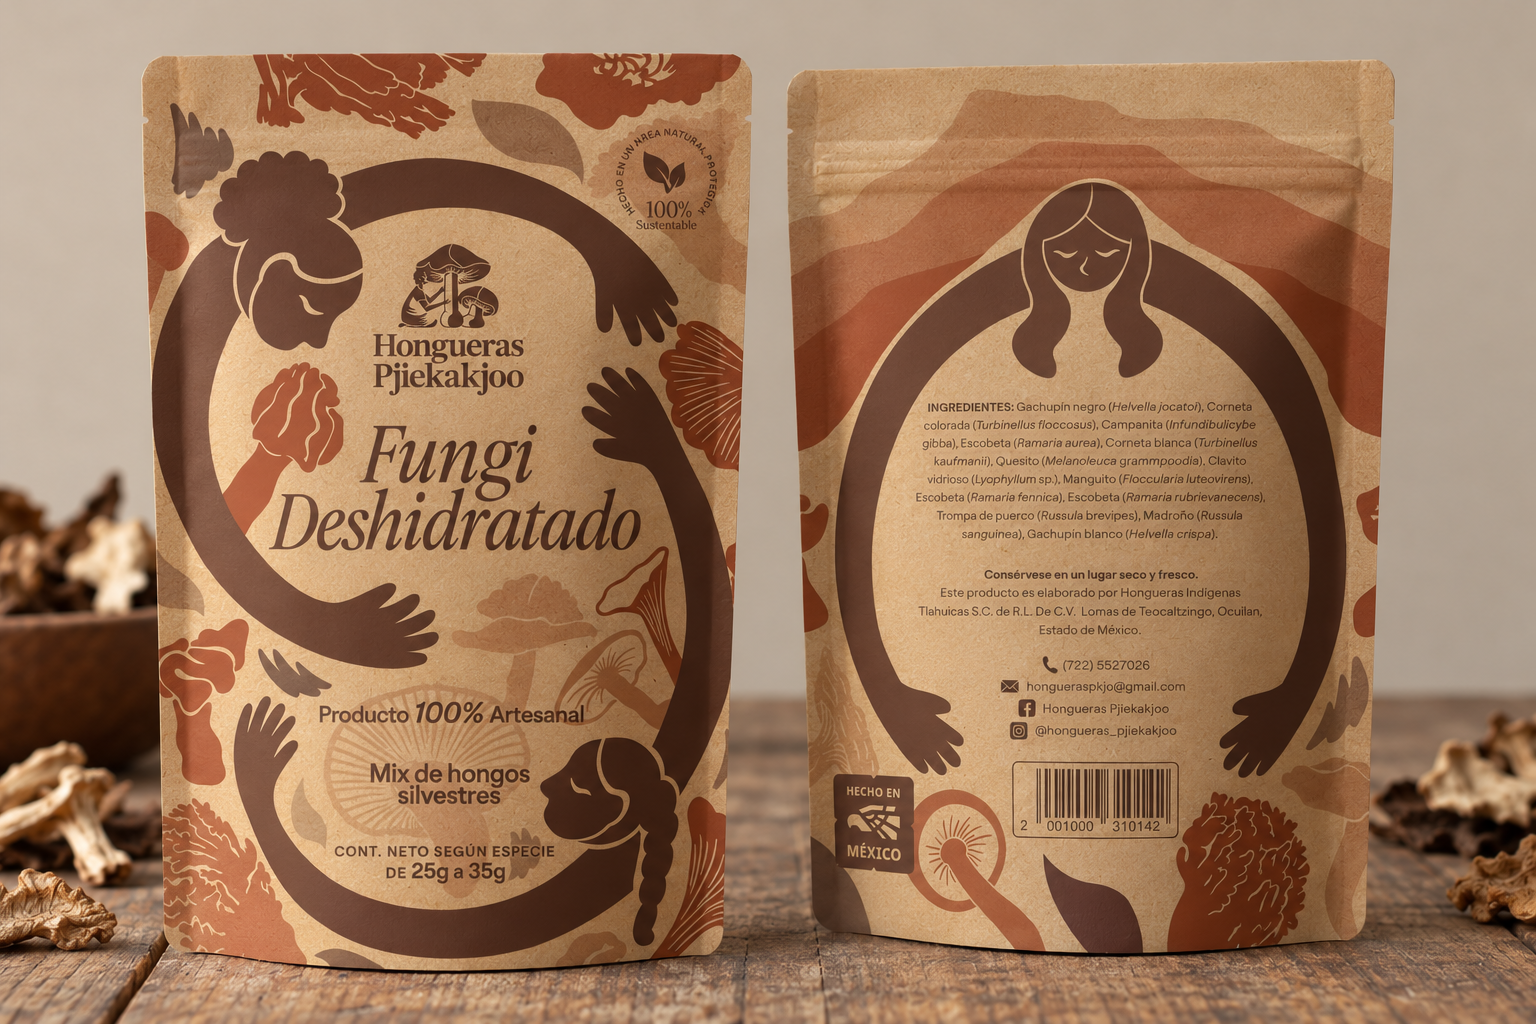 HECHO EN UN NREA NATURAL PROTEGIDA
100%
Sustentable
Hongueras
Pjiekakjoo
Fungi
Deshidratado
Producto 100% Artesanal
Mix de hongos
silvestres
CONT. NETO SEGÚN ESPECIE
DE 25g a 35g
INGREDIENTES: Gachupín negro (Helvella jocatoi), Corneta
colorada (Turbinellus floccosus), Campanita (Infundibulicybe
gibba), Escobeta (Ramaria aurea), Corneta blanca (Turbinellus
kaufmanii), Quesito (Melanoleuca grammpoodia), Clavito
vidrioso (Lyophyllum sp.), Manguito (Floccularia luteovirens),
Escobeta (Ramaria fennica), Escobeta (Ramaria rubrievanecens),
Trompa de puerco (Russula brevipes), Madroño (Russula
sanguinea), Gachupín blanco (Helvella crispa).
Consérvese en un lugar seco y fresco.
Este producto es elaborado por Hongueras Indígenas
Tlahuicas S.C. de R.L. De C.V. Lomas de Teocaltzingo, Ocuilan,
Estado de México.
(722) 5527026
hongueraspkjo@gmail.com
Hongueras Pjiekakjoo
@hongueras_pjiekakjoo
2 001000 310142
HECHO EN
MÉXICO